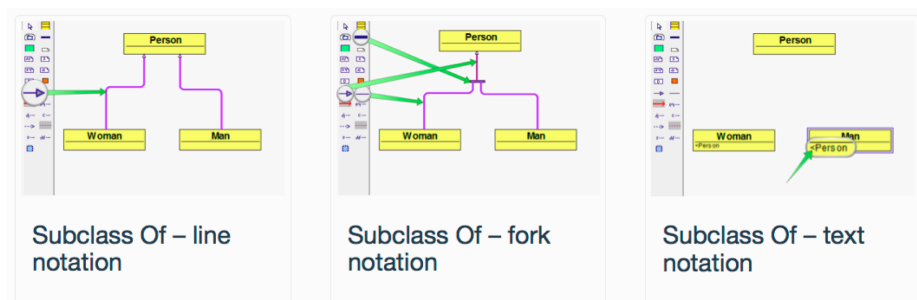 Person
Woman
Man
Subclass Of – line
notation
Person
Woman
Man
Subclass Of – fork
notation
Person
Woman
<Person
Man
<Person
Subclass Of – text
notation